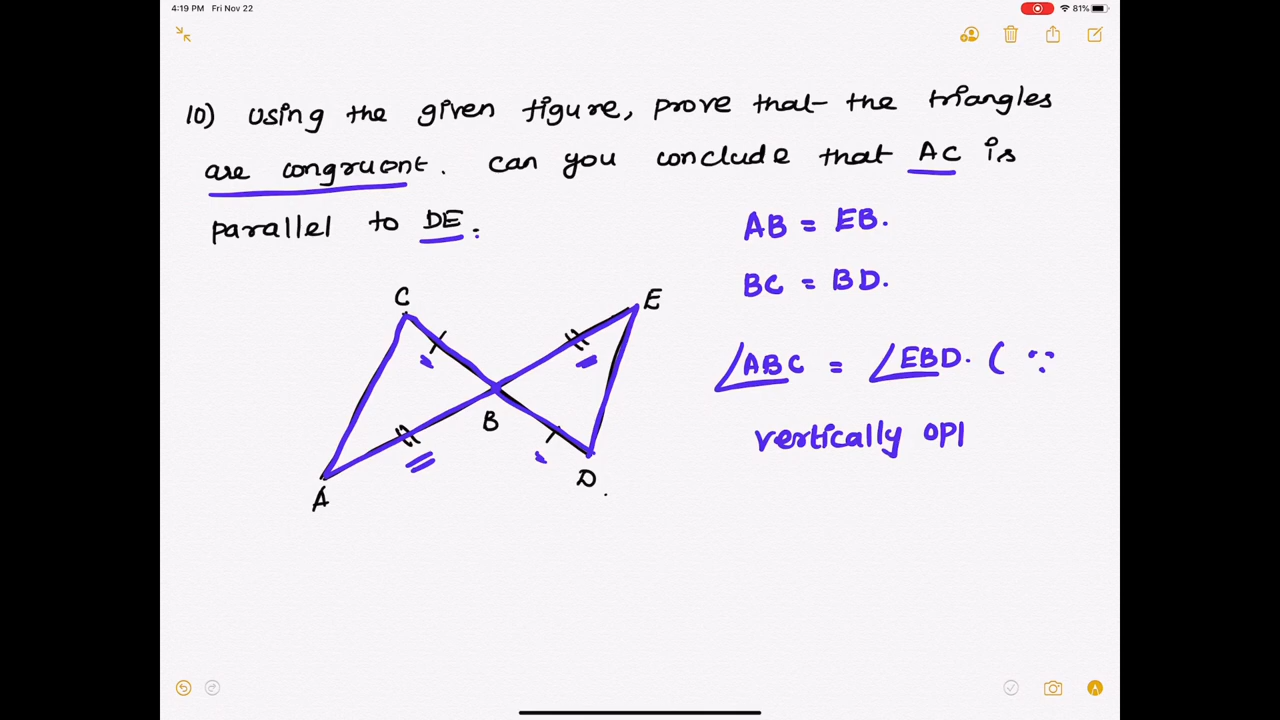 4:19 PM Fri Nov 22
81%
10) Using the given figure, prove that the triangles
are congruent. Can you conclude that AC is
parallel to DE.
AB = EB.
BC = BD.
C
E
∠ABC = ∠EBD. ( ∵
B
vertically opp
D
A